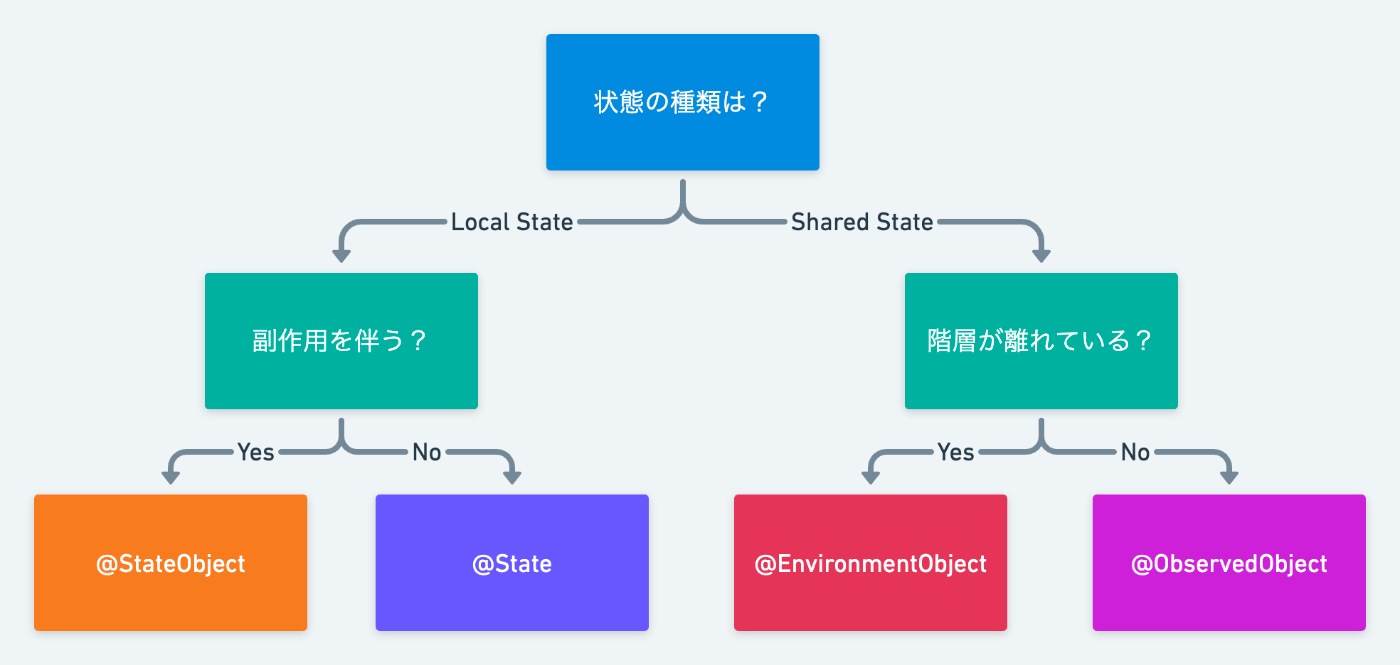 状態の種類は？
Local State
Shared State
副作用を伴う？
階層が離れている？
Yes
No
Yes
No
@StateObject
@State
@EnvironmentObject
@ObservedObject